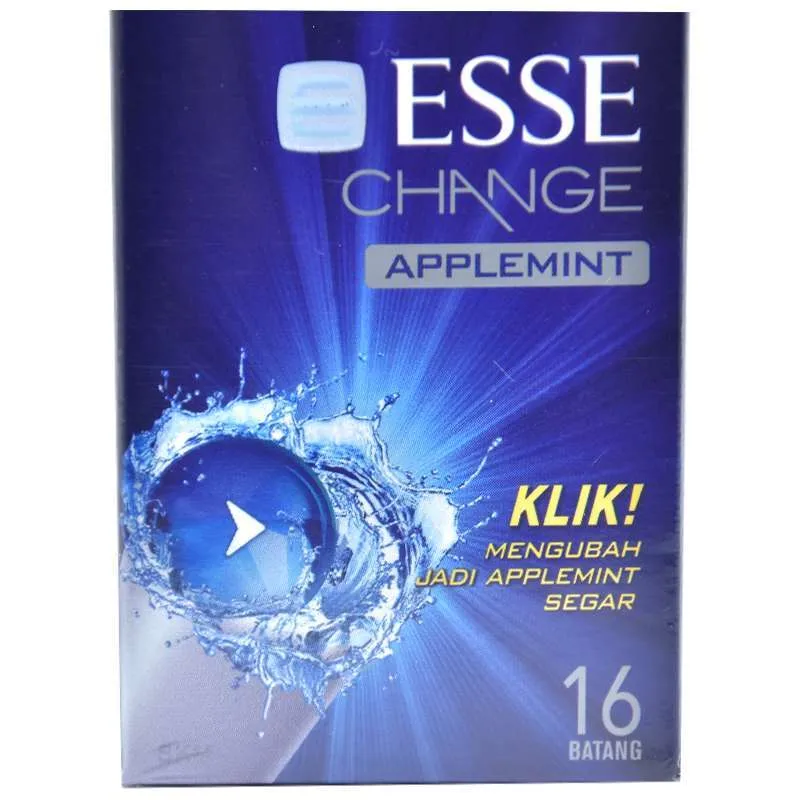 ESSE
CHANGE
APPLEMINT
KLIK!
MENGUBAH
JADI APPLEMINT
SEGAR
16
BATANG